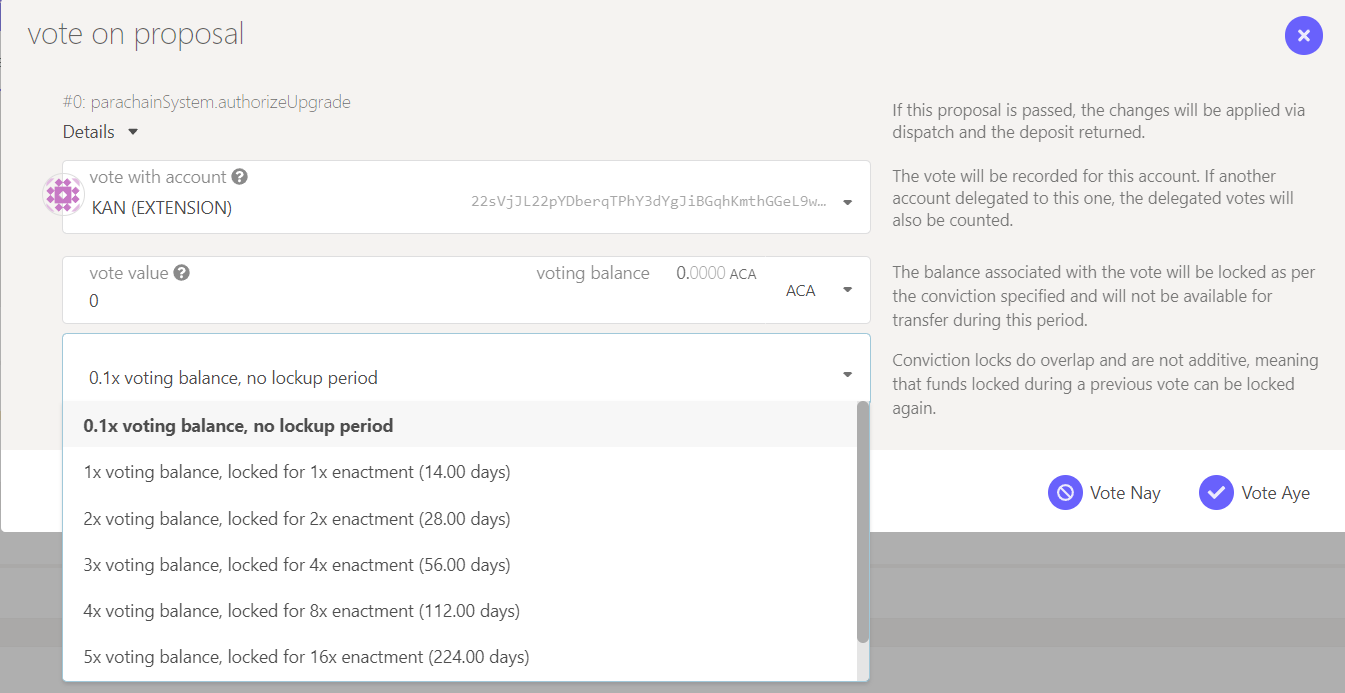 vote on proposal
#0: parachainSystem.authorizeUpgrade
Details
If this proposal is passed, the changes will be applied via
dispatch and the deposit returned.
vote with account
KAN (EXTENSION)
22sVjJL22pYDberqTPhY3dYgJiBGqhKmthGGeL9w…
The vote will be recorded for this account. If another
account delegated to this one, the delegated votes will
also be counted.
vote value
0
voting balance 0.0000 ACA
ACA
The balance associated with the vote will be locked as per
the conviction specified and will not be available for
transfer during this period.
0.1x voting balance, no lockup period
Conviction locks do overlap and are not additive, meaning
that funds locked during a previous vote can be locked
again.
0.1x voting balance, no lockup period
1x voting balance, locked for 1x enactment (14.00 days)
2x voting balance, locked for 2x enactment (28.00 days)
3x voting balance, locked for 4x enactment (56.00 days)
4x voting balance, locked for 8x enactment (112.00 days)
5x voting balance, locked for 16x enactment (224.00 days)
Vote Nay
Vote Aye